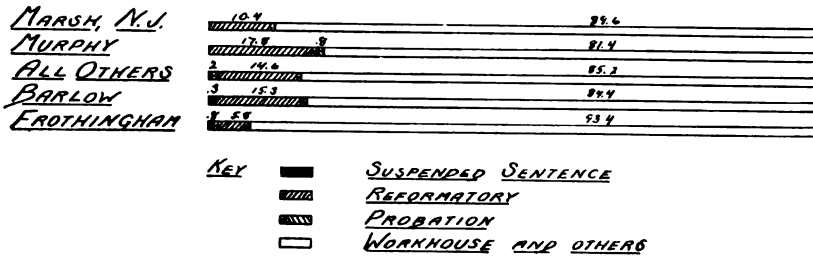 MARSH, N.J. 10.4 89.6
MURPHY 17.8 .8 81.4
ALL OTHERS .2 14.6 85.2
BARLOW .3 15.3 84.4
FROTHINGHAM .8 5.8 93.4
KEY SUSPENDED SENTENCE
REFORMATORY
PROBATION
WORKHOUSE AND OTHERS